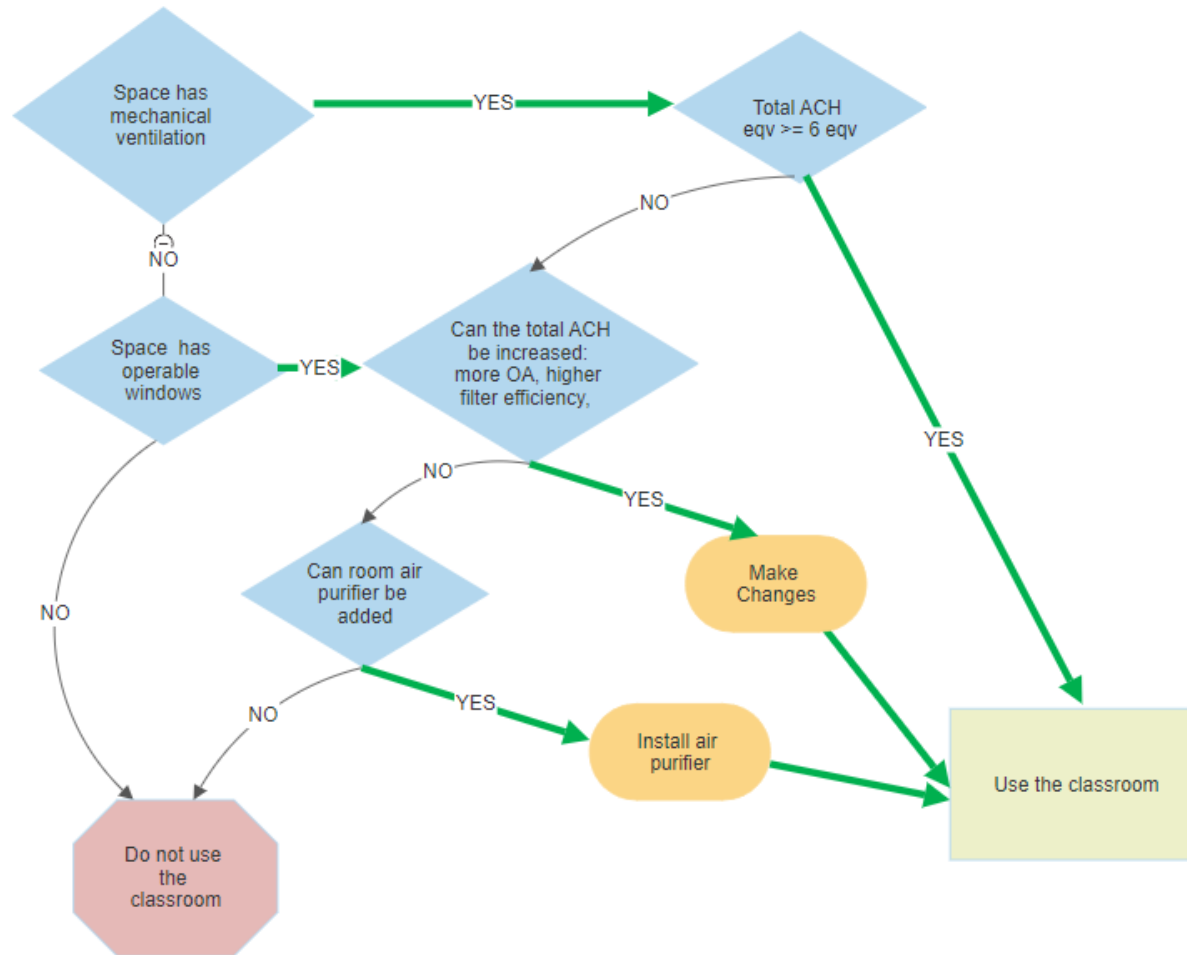 Space has
mechanical
ventilation
YES
Total ACH
eqv >= 6 eqv
NO
NO
Space has
operable
windows
YES
Can the total ACH
be increased:
more OA, higher
filter efficiency,
YES
NO
YES
Can room air
purifier be
added
Make
Changes
NO
NO
YES
Install air
purifier
Use the classroom
Do not use
the
classroom